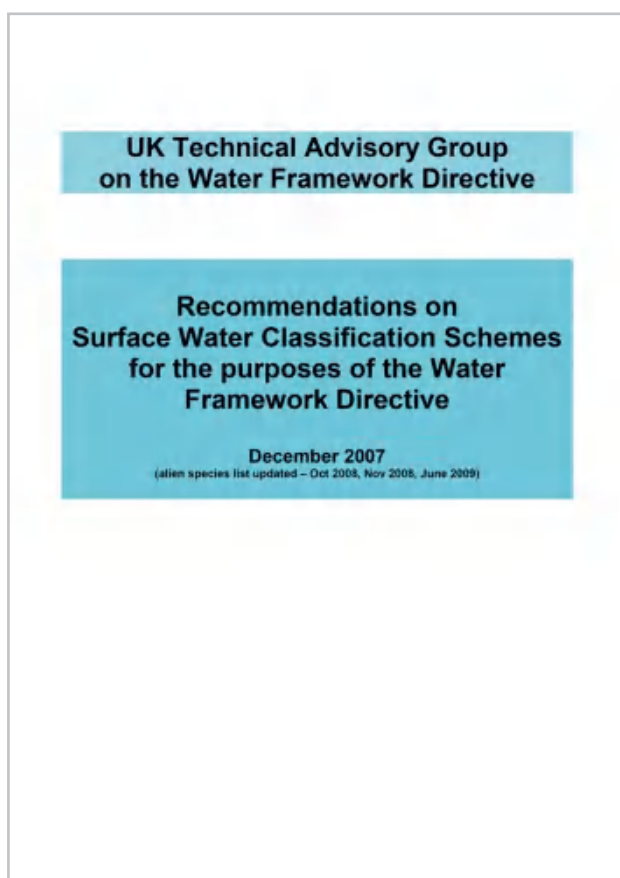 UK Technical Advisory Group
on the Water Framework Directive
Recommendations on
Surface Water Classification Schemes
for the purposes of the Water
Framework Directive
December 2007
(alien species list updated – Oct 2008, Nov 2008, June 2009)